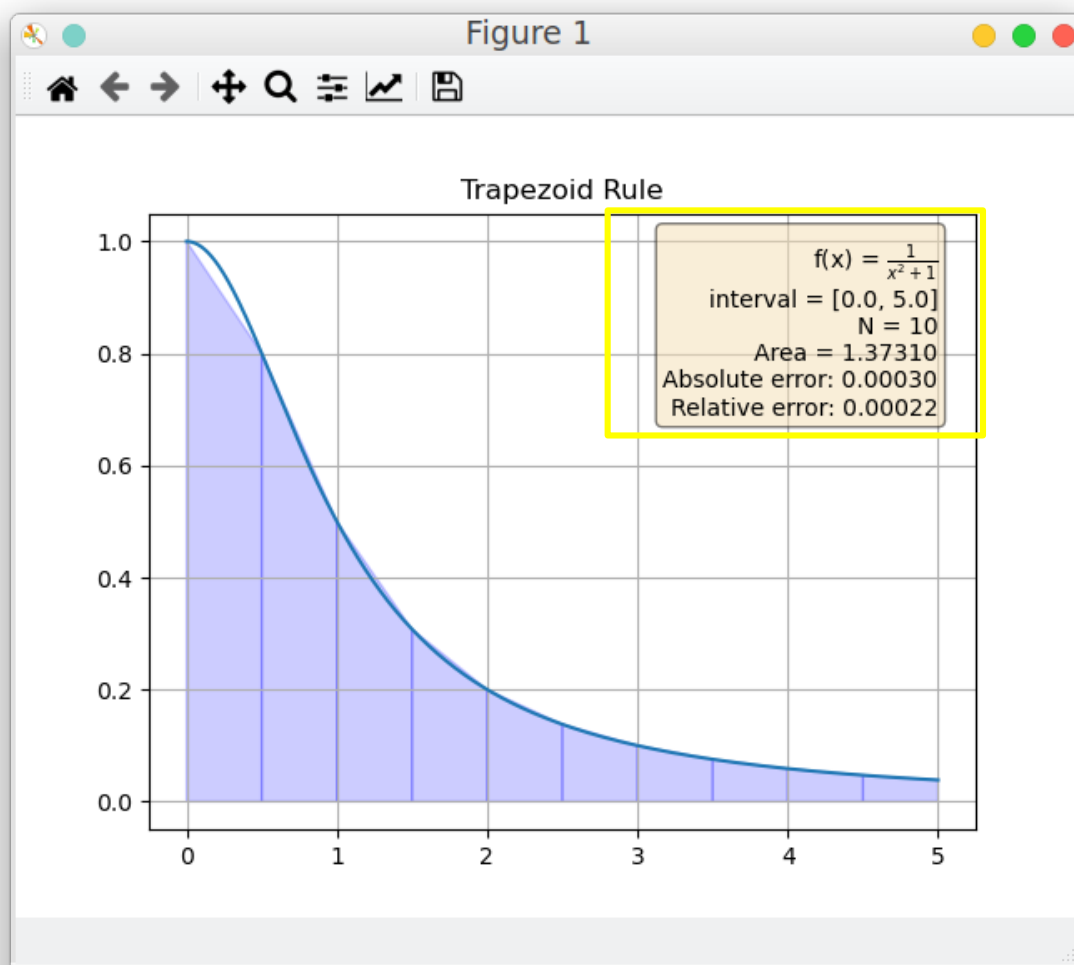 Figure 1
Trapezoid Rule
f(x) = \frac{1}{x^2+1}
interval = [0.0, 5.0]
N = 10
Area = 1.37310
Absolute error: 0.00030
Relative error: 0.00022
1.0
0.8
0.6
0.4
0.2
0.0
0 1 2 3 4 5